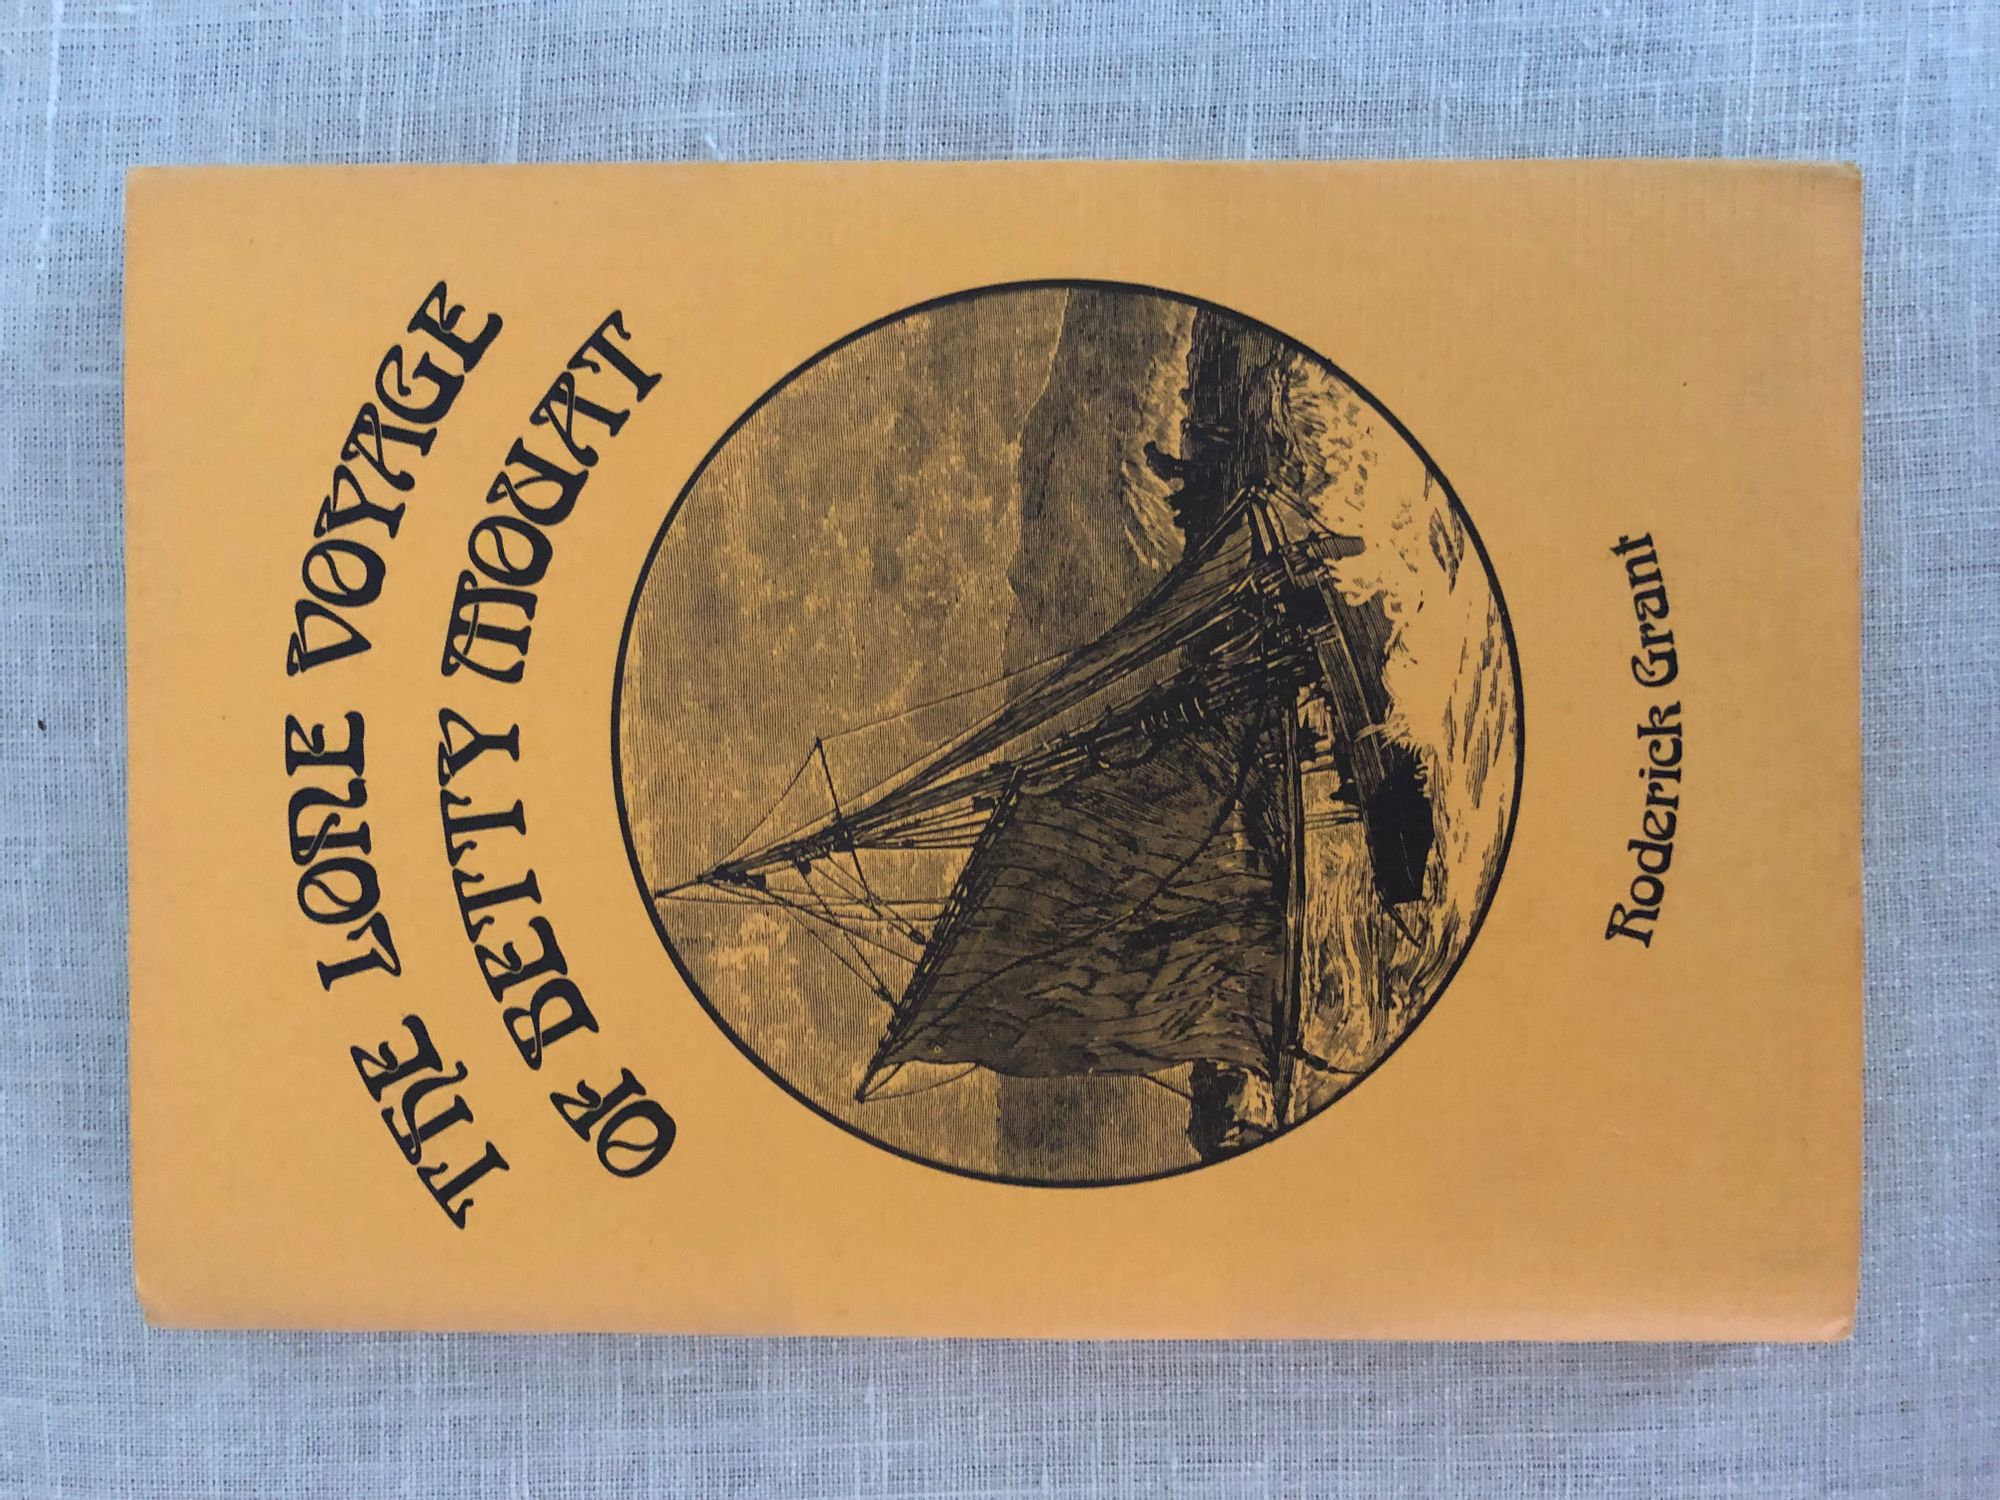 THE LONE VOYAGE
OF BETTY MOUAT
Roderick Grant